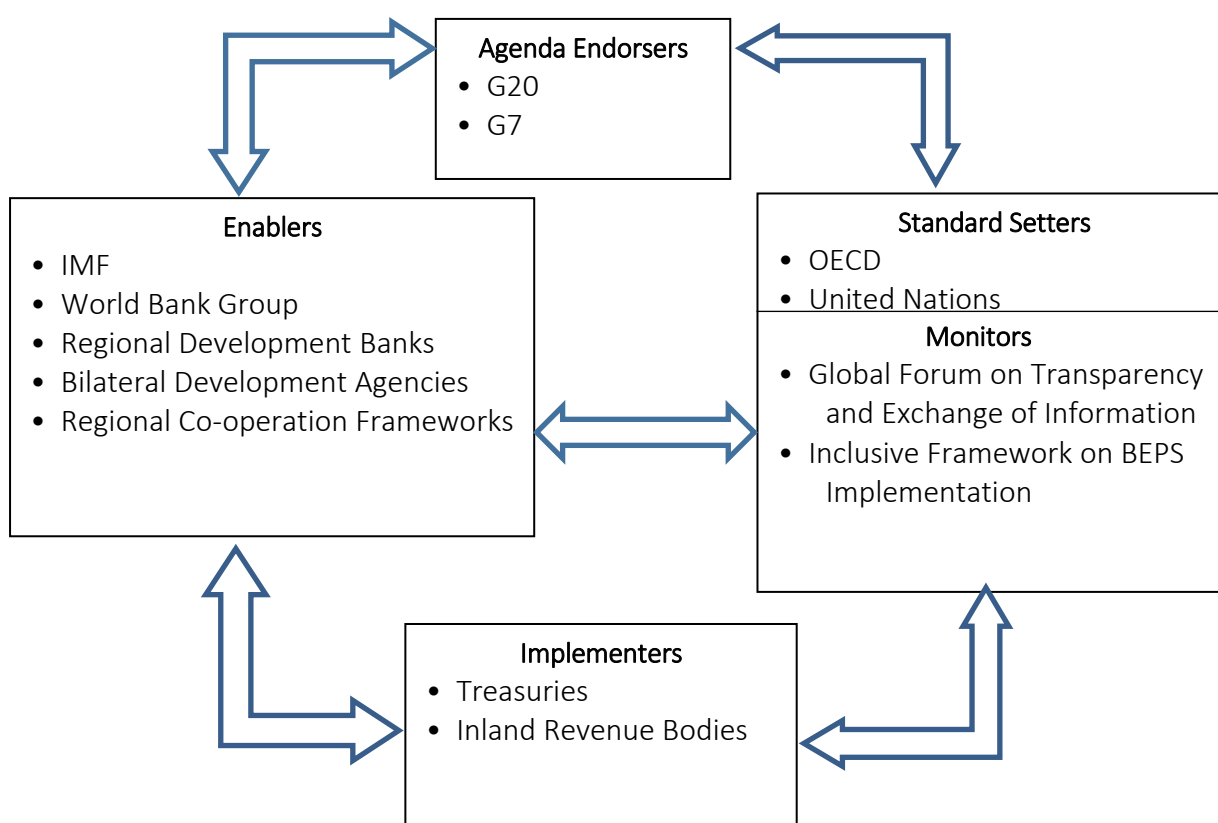 Agenda Endorsers
• G20
• G7
Enablers
• IMF
• World Bank Group
• Regional Development Banks
• Bilateral Development Agencies
• Regional Co-operation Frameworks
Standard Setters
• OECD
• United Nations
Monitors
• Global Forum on Transparency
and Exchange of Information
• Inclusive Framework on BEPS
Implementation
Implementers
• Treasuries
• Inland Revenue Bodies